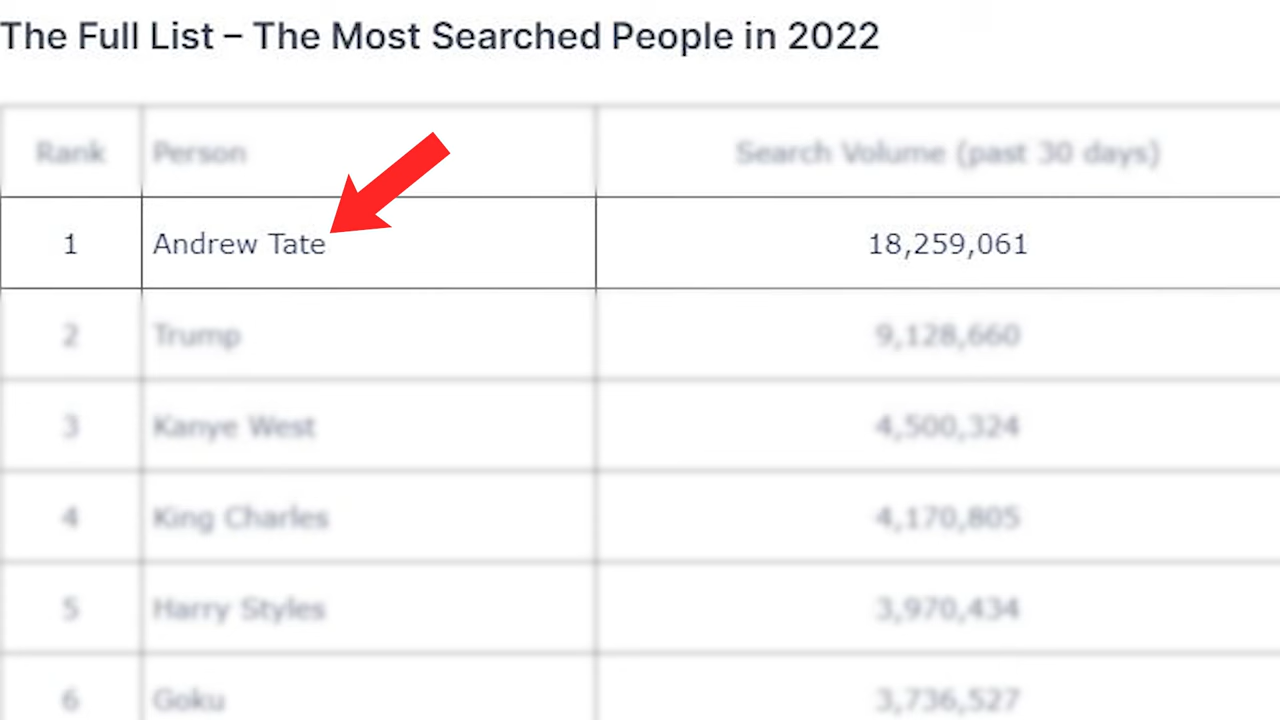 The Full List – The Most Searched People in 2022
Rank Person Search Volume (past 30 days)
1 Andrew Tate 18,259,061
2 Trump 9,128,660
3 Kanye West 4,500,324
4 King Charles 4,170,805
5 Harry Styles 3,970,434
6 Goku 3,736,527